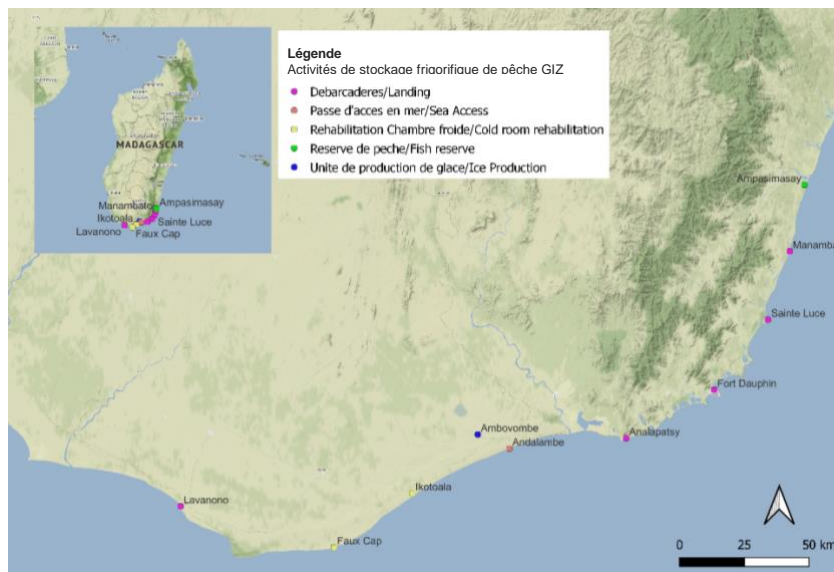 Légende
Activités de stockage frigorifique de pêche GIZ
Debarcaderes/Landing
Passe d'acces en mer/Sea Access
Rehabilitation Chambre froide/Cold room rehabilitation
Reserve de peche/Fish reserve
Unite de production de glace/Ice Production
MADAGASCAR
Manambato
Ampasimasay
Ikotoala
Sainte Luce
Lavanono
Faux Cap
Ampasimasay
Manamba
Sainte Luce
Fort Dauphin
Ambovombe
Analapatsy
Andalambe
Ikotoala
Lavanono
Faux Cap
0 25 50 km